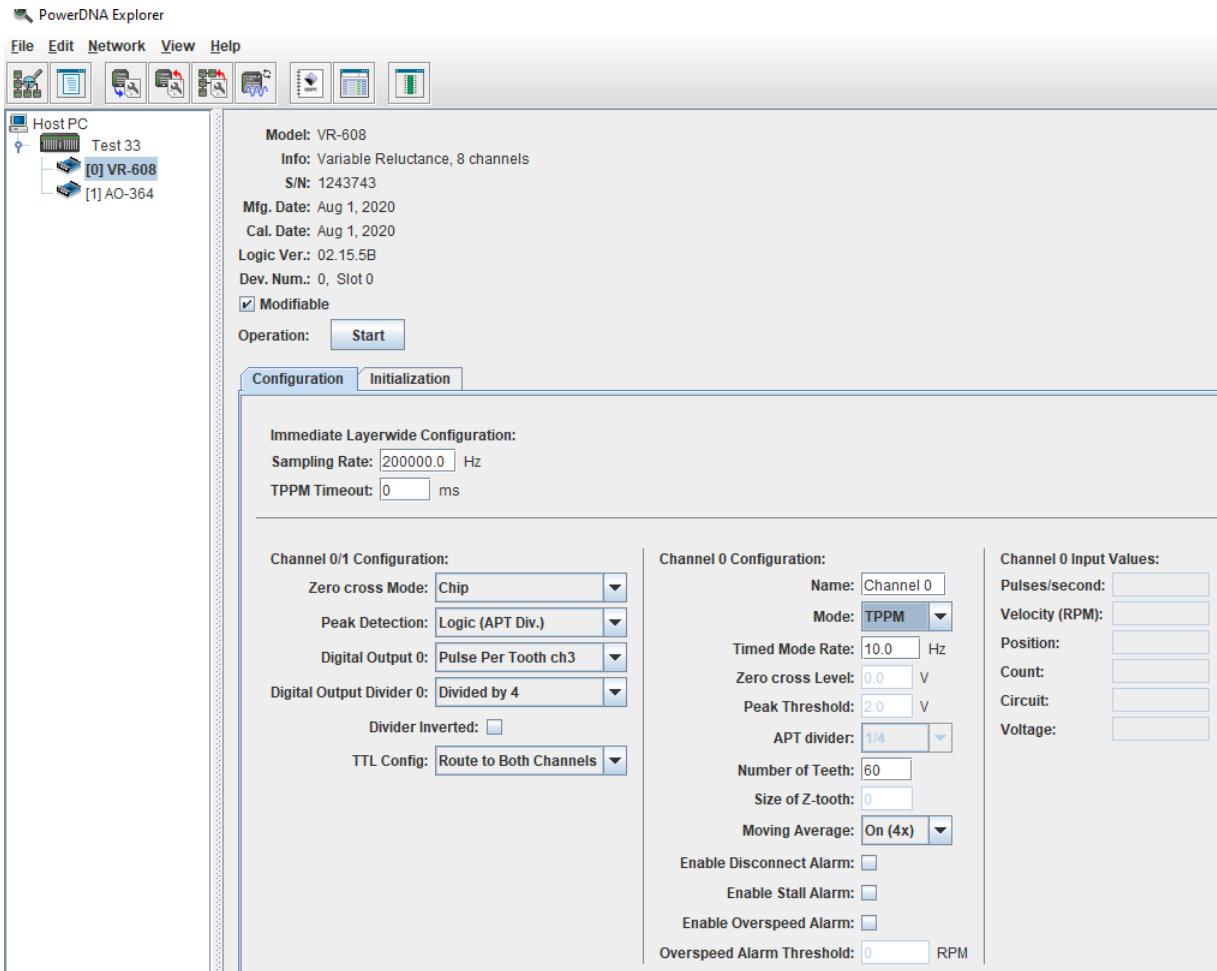 PowerDNA Explorer
File Edit Network View Help
Host PC
Test 33
[0] VR-608
[1] AO-364
Model: VR-608
Info: Variable Reluctance, 8 channels
S/N: 1243743
Mfg. Date: Aug 1, 2020
Cal. Date: Aug 1, 2020
Logic Ver.: 02.15.5B
Dev. Num.: 0, Slot 0
Modifiable
Operation: Start
Configuration Initialization
Immediate Layerwide Configuration:
Sampling Rate: 200000.0 Hz
TPPM Timeout: 0 ms
Channel 0/1 Configuration:
Zero cross Mode: Chip
Peak Detection: Logic (APT Div.)
Digital Output 0: Pulse Per Tooth ch3
Digital Output Divider 0: Divided by 4
Divider Inverted:
TTL Config: Route to Both Channels
Channel 0 Configuration:
Name: Channel 0
Mode: TPPM
Timed Mode Rate: 10.0 Hz
Zero cross Level: 0.0 V
Peak Threshold: 2.0 V
APT divider: 1/4
Number of Teeth: 60
Size of Z-tooth: 0
Moving Average: On (4x)
Enable Disconnect Alarm:
Enable Stall Alarm:
Enable Overspeed Alarm:
Overspeed Alarm Threshold: 0 RPM
Channel 0 Input Values:
Pulses/second:
Velocity (RPM):
Position:
Count:
Circuit:
Voltage: